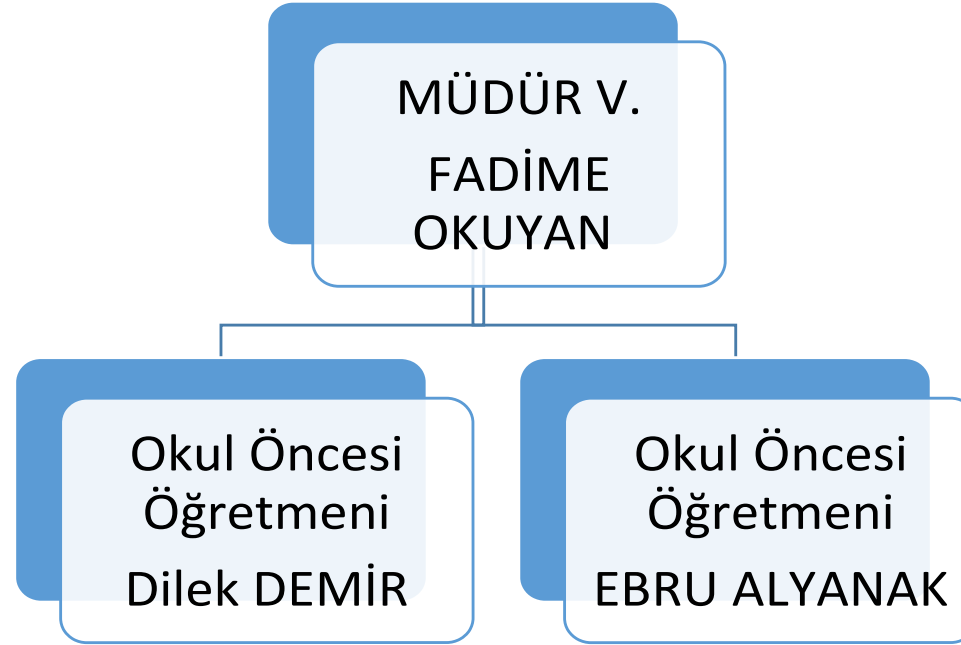 MÜDÜR V.
FADİME
OKUYAN
Okul Öncesi
Öğretmeni
Dilek DEMİR
Okul Öncesi
Öğretmeni
EBRU ALYANAK